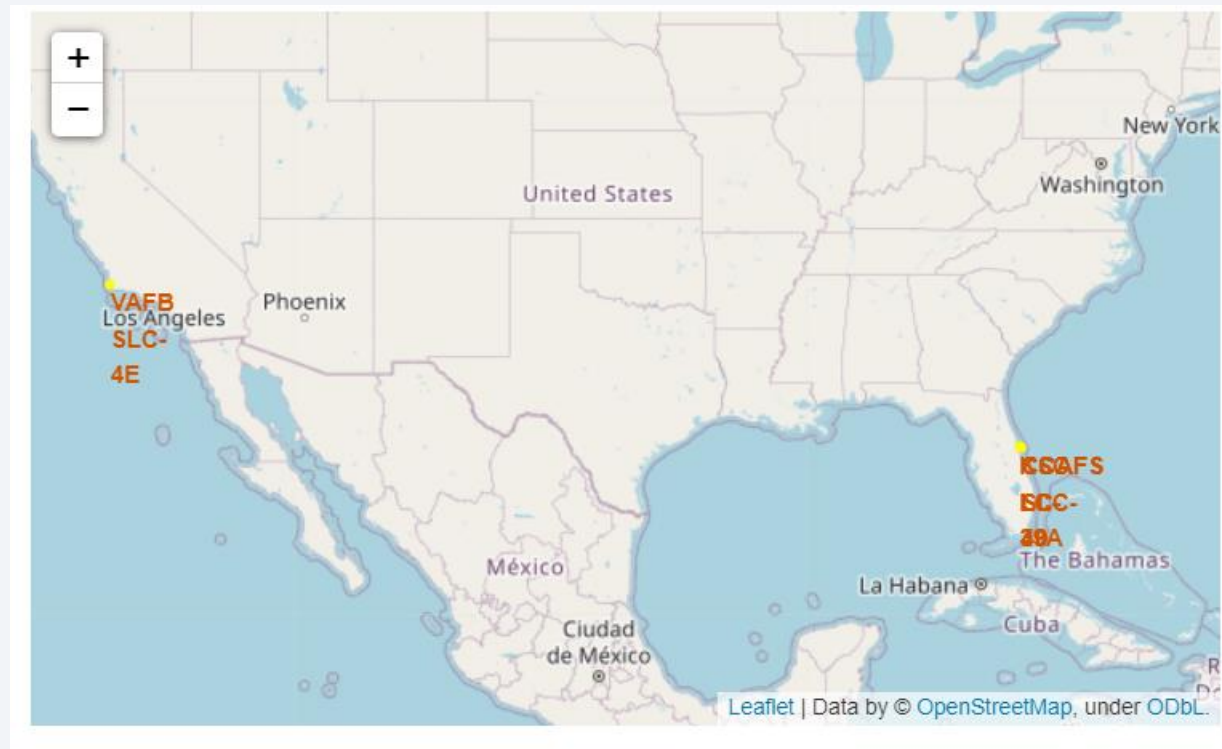 +
−
New York
Washington
United States
VAFB
Phoenix
Los Angeles
SLC-
4E
México
The Bahamas
La Habana
Cuba
Ciudad
de México
Leaflet | Data by © OpenStreetMap, under ODbL.